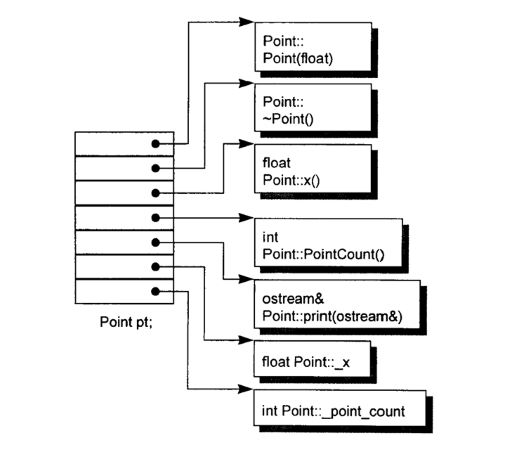 Point::
Point(float)
Point::
~Point()
float
Point::x()
int
Point::PointCount()
ostream&
Point::print(ostream&)
Point pt;
float Point::_x
int Point::_point_count